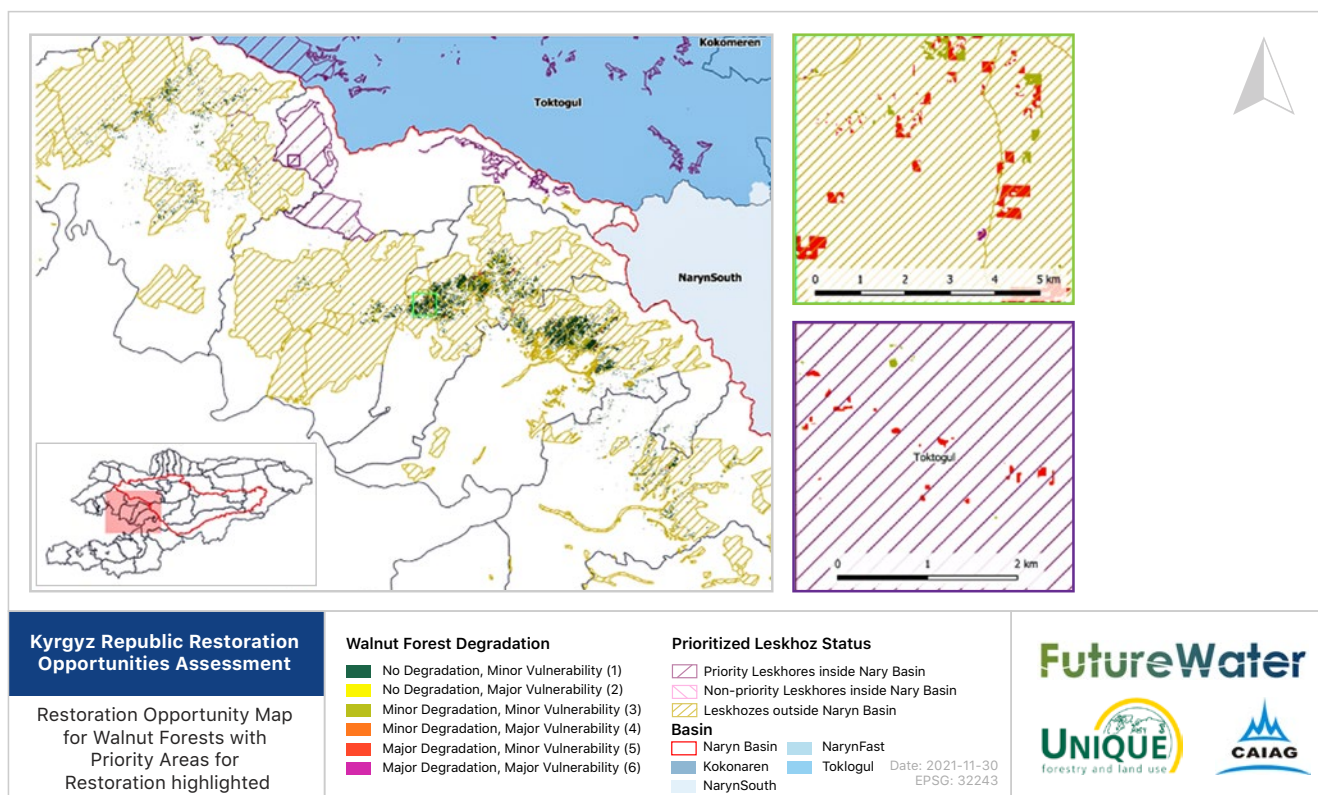 Kokomeren
Toktogul
NarynSouth
0 1 2 3 4 5 km
Toktogul
0 1 2 km
Kyrgyz Republic Restoration
Opportunities Assessment
Restoration Opportunity Map
for Walnut Forests with
Priority Areas for
Restoration highlighted
Walnut Forest Degradation
No Degradation, Minor Vulnerability (1)
No Degradation, Major Vulnerability (2)
Minor Degradation, Minor Vulnerability (3)
Minor Degradation, Minor Vulnerability (4)
Major Degradation, Minor Vulnerability (5)
Major Degradation, Major Vulnerability (6)
Prioritized Leskhoz Status
Priority Leskhores inside Nary Basin
Non-priority Leskhores inside Nary Basin
Leskhozes outside Naryn Basin
Basin
Naryn Basin
Kokonaren
NarynSouth
NarynFast
Toklogul
Date: 2021-11-30
EPSG: 32243
FutureWater
UNIQUE
forestry and land use
CAIAG